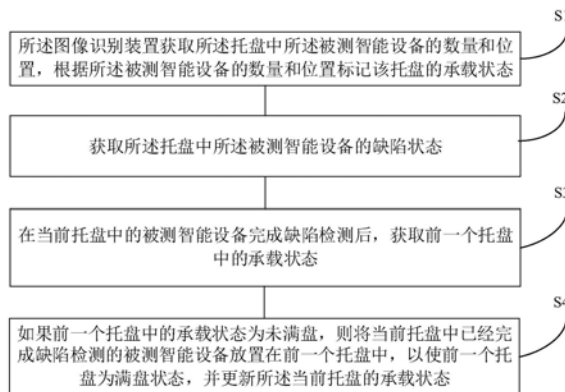 S1
所述图像识别装置获取所述托盘中所述被测智能设备的数量和位
置，根据所述被测智能设备的数量和位置标记该托盘的承载状态
S2
获取所述托盘中所述被测智能设备的缺陷状态
S3
在当前托盘中的被测智能设备完成缺陷检测后，获取前一个托盘
中的承载状态
S4
如果前一个托盘中的承载状态为未满盘，则将当前托盘中已经完
成缺陷检测的被测智能设备放置在前一个托盘中，以使前一个托
盘为满盘状态，并更新所述当前托盘的承载状态